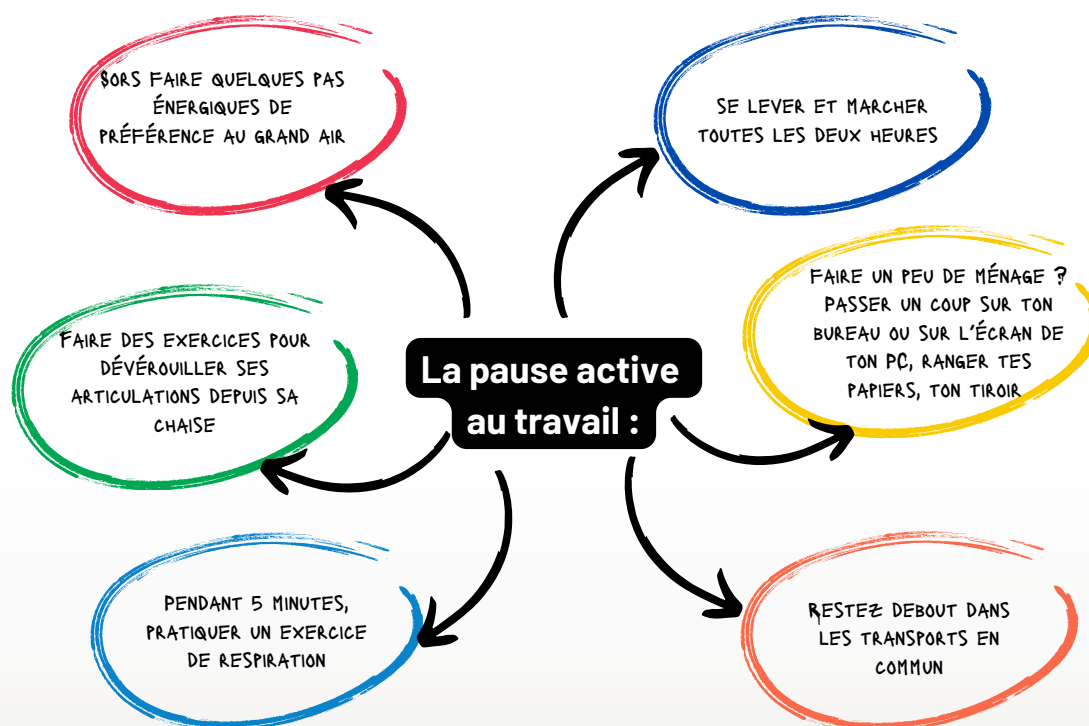 SORS FAIRE QUELQUES PAS
ÉNERGIQUES DE
PRÉFÉRENCE AU GRAND AIR
SE LEVER ET MARCHER
TOUTES LES DEUX HEURES
FAIRE UN PEU DE MÉNAGE ?
PASSER UN COUP SUR TON
BUREAU OU SUR L'ÉCRAN DE
TON PC, RANGER TES
PAPIERS, TON TIROIR
FAIRE DES EXERCICES POUR
DÉVÉROUILLER SES
ARTICULATIONS DEPUIS SA
CHAISE
La pause active
au travail :
PENDANT 5 MINUTES,
PRATIQUER UN EXERCICE
DE RESPIRATION
RESTEZ DEBOUT DANS
LES TRANSPORTS EN
COMMUN